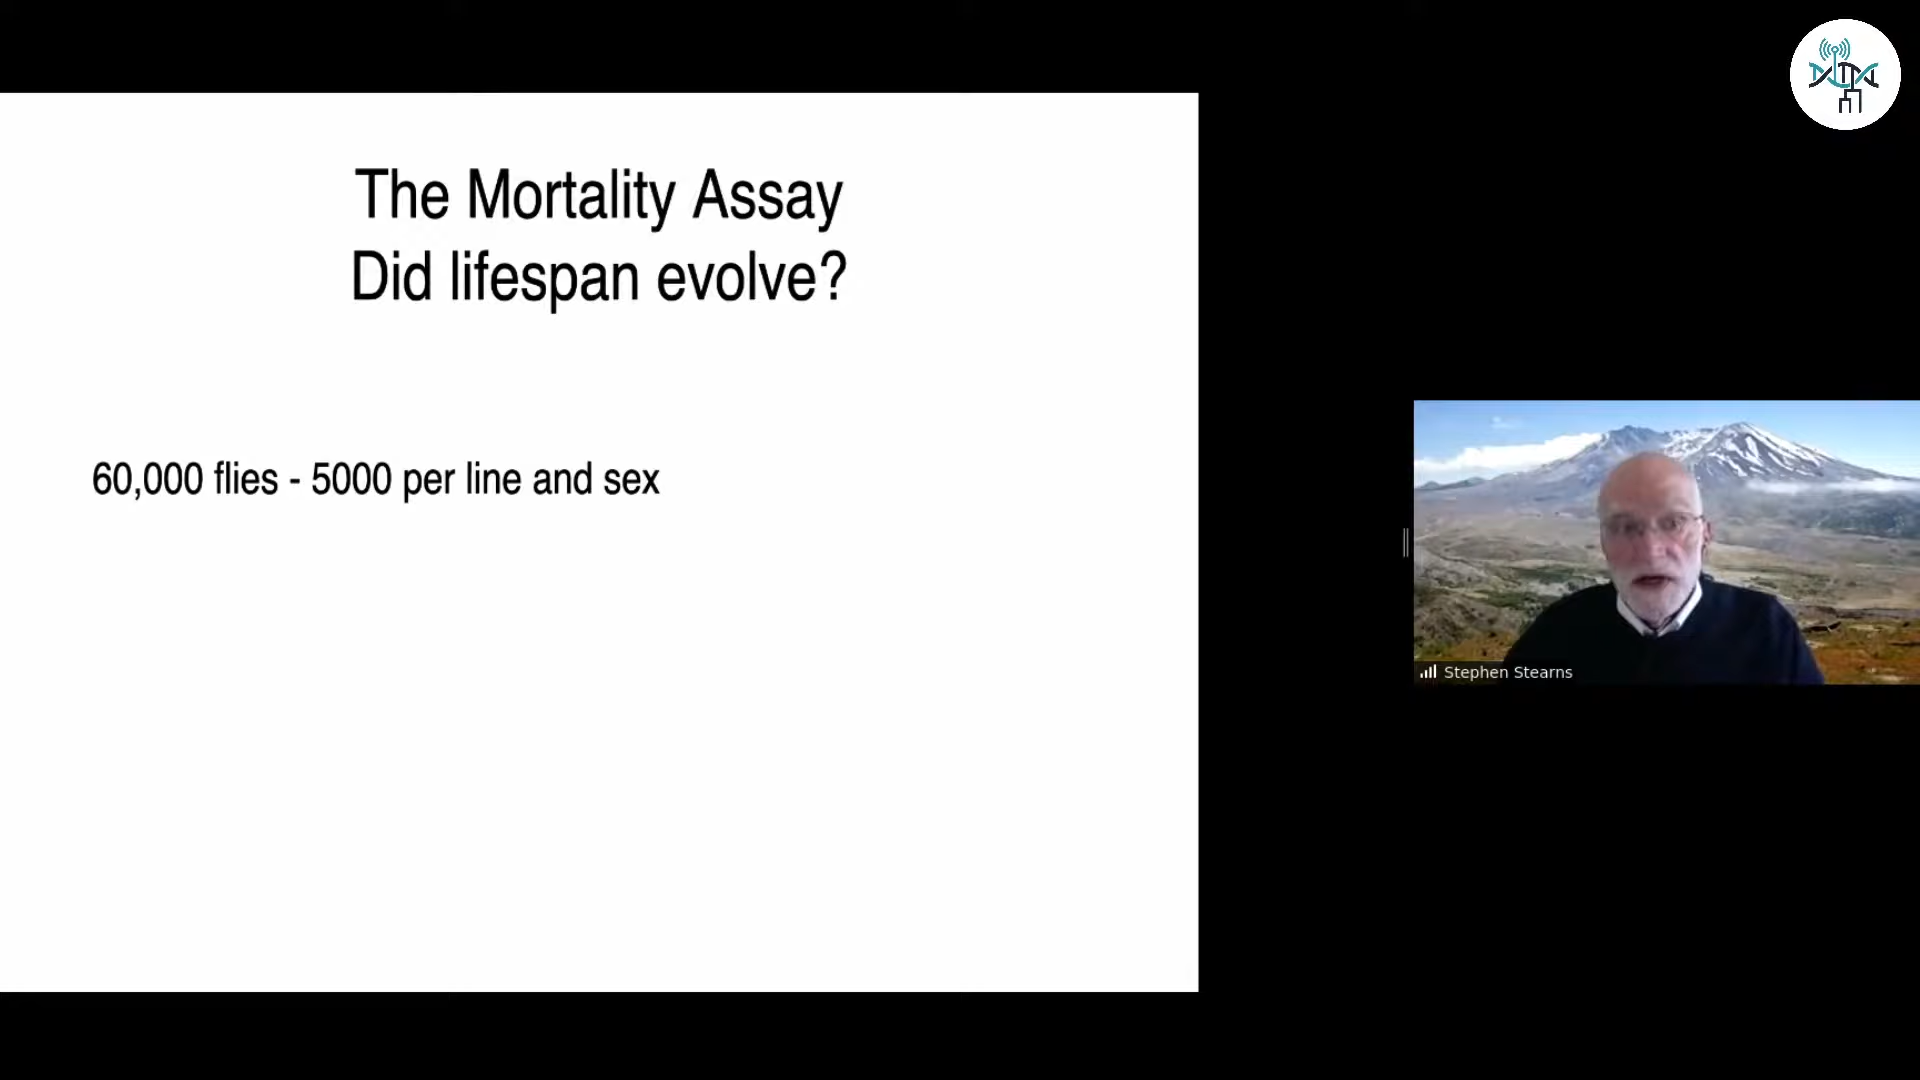 The Mortality Assay
Did lifespan evolve?
60,000 flies - 5000 per line and sex
Stephen Stearns